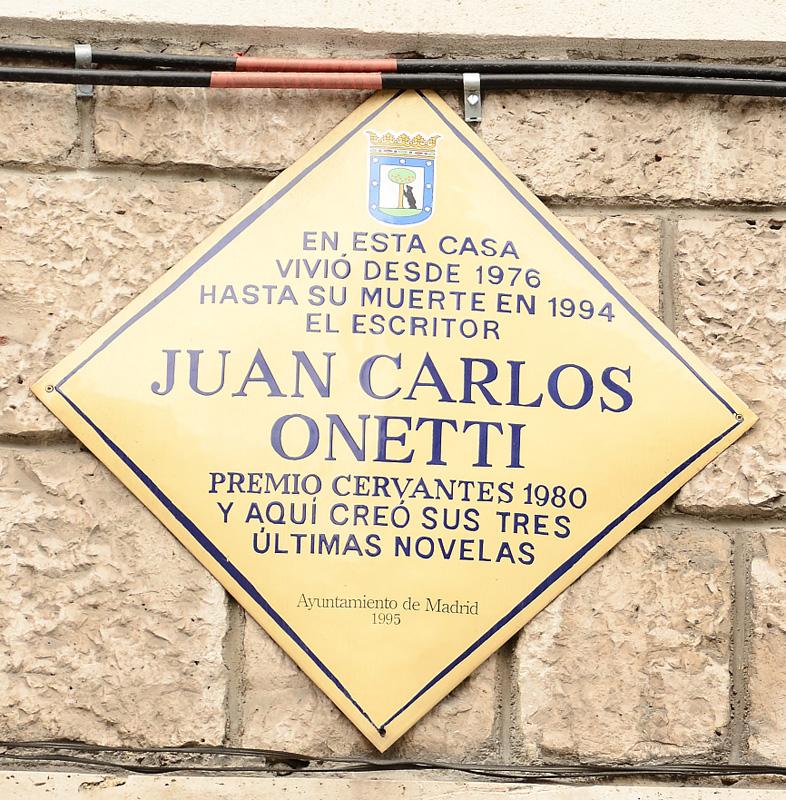 EN ESTA CASA
VIVIÓ DESDE 1976
HASTA SU MUERTE EN 1994
EL ESCRITOR
JUAN CARLOS
ONETTI
PREMIO CERVANTES 1980
Y AQUÍ CREÓ SUS TRES
ÚLTIMAS NOVELAS
Ayuntamiento de Madrid
1995